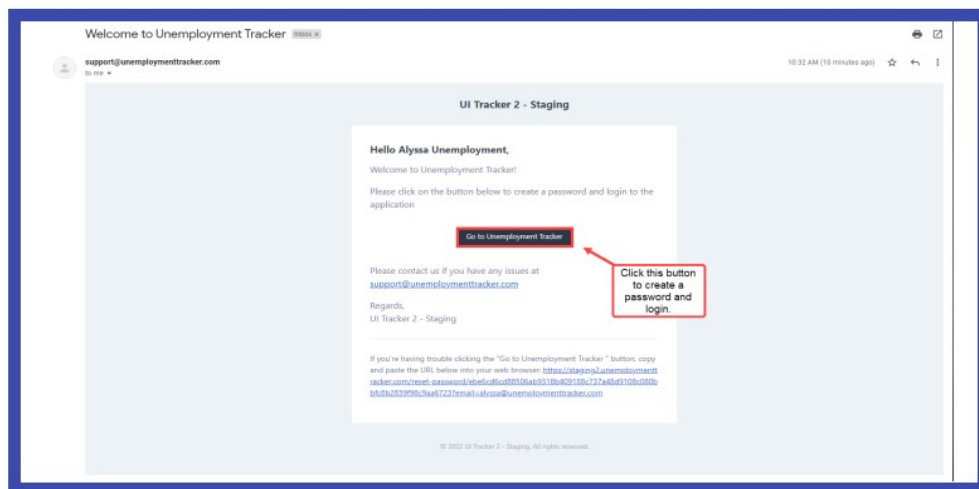 Welcome to Unemployment Tracker Inbox x
support@unemploymenttracker.com
10:32 AM (10 minutes ago)
to me
UI Tracker 2 - Staging
Hello Alyssa Unemployment,
Welcome to Unemployment Tracker!
Please click on the button below to create a password and login to the
application
Go to Unemployment Tracker
Click this button
to create a
password and
login.
Please contact us if you have any issues at
support@unemploymenttracker.com
Regards,
UI Tracker 2 - Staging
If you're having trouble clicking the "Go to Unemployment Tracker " button, copy
and paste the URL below into your web browser: https://staging2.unemploymentt
© 2022 UI Tracker 2 - Staging. All rights reserved.